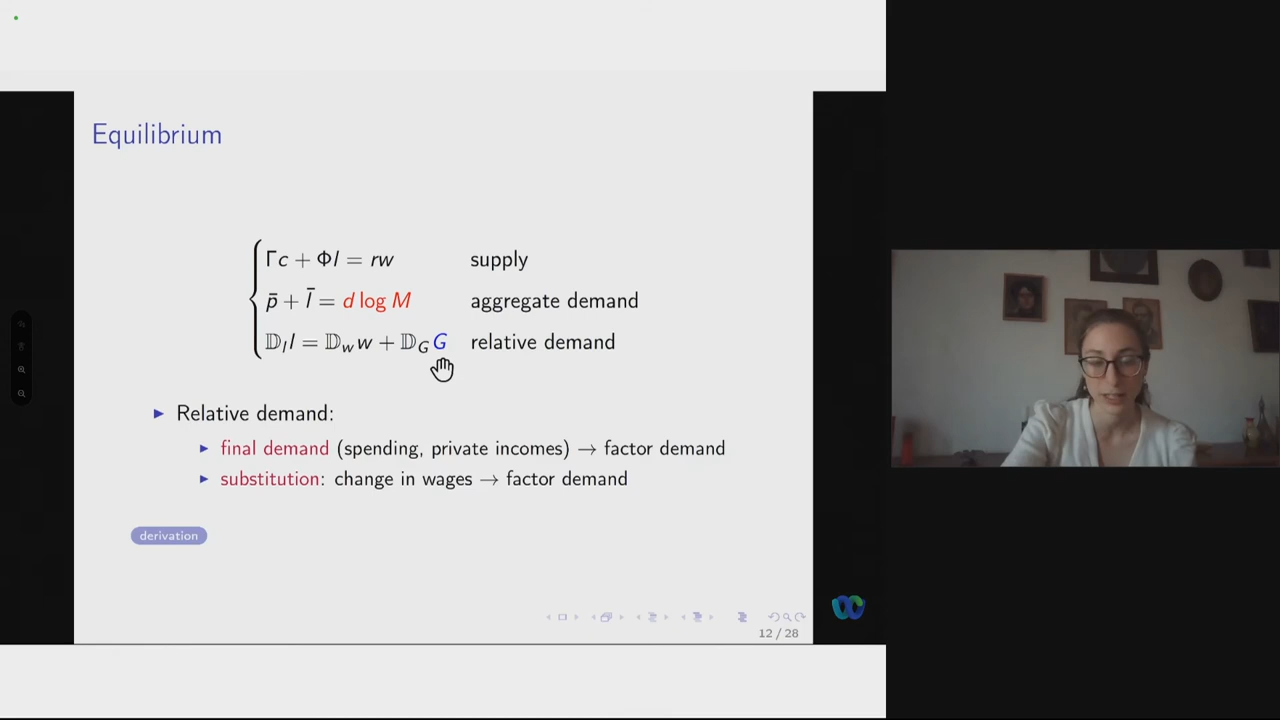 Equilibrium
Γc + Φl = rw supply
p̄ + l̄ = d log M aggregate demand
𝔻ₗl = 𝔻_w w + 𝔻_G G relative demand
▶ Relative demand:
▶ final demand (spending, private incomes) → factor demand
▶ substitution: change in wages → factor demand
derivation
12 / 28